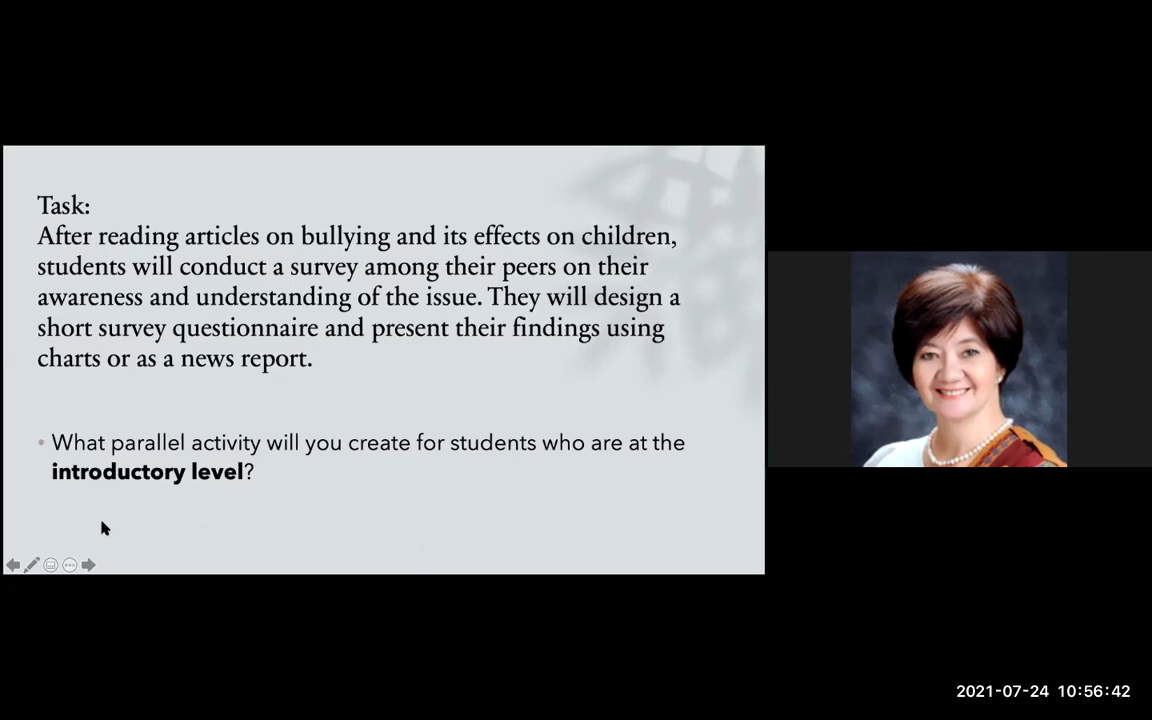 Task:
After reading articles on bullying and its effects on children,
students will conduct a survey among their peers on their
awareness and understanding of the issue. They will design a
short survey questionnaire and present their findings using
charts or as a news report.
• What parallel activity will you create for students who are at the
introductory level?
2021-07-24 10:56:42